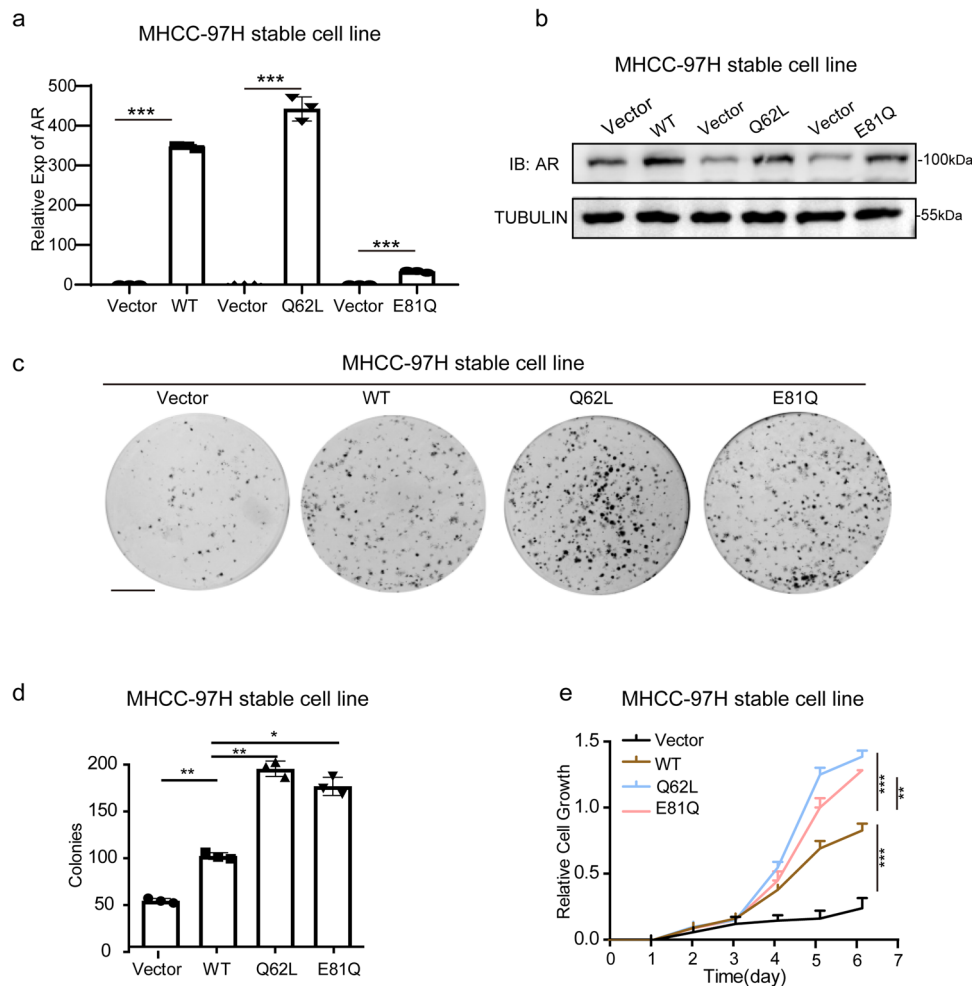 a
MHCC-97H stable cell line
Relative Exp of AR
500
400
300
200
100
0
***
***
***
Vector WT Vector Q62L Vector E81Q
b
MHCC-97H stable cell line
Vector WT Vector Q62L Vector E81Q
IB: AR
-100kDa
TUBULIN
-55kDa
c
MHCC-97H stable cell line
Vector WT Q62L E81Q
d
MHCC-97H stable cell line
Colonies
200
150
100
50
0
*
**
**
Vector WT Q62L E81Q
e
MHCC-97H stable cell line
Relative Cell Growth
1.5
1.0
0.5
0.0
Vector
WT
Q62L
E81Q
***
**
***
0 1 2 3 4 5 6 7
Time(day)